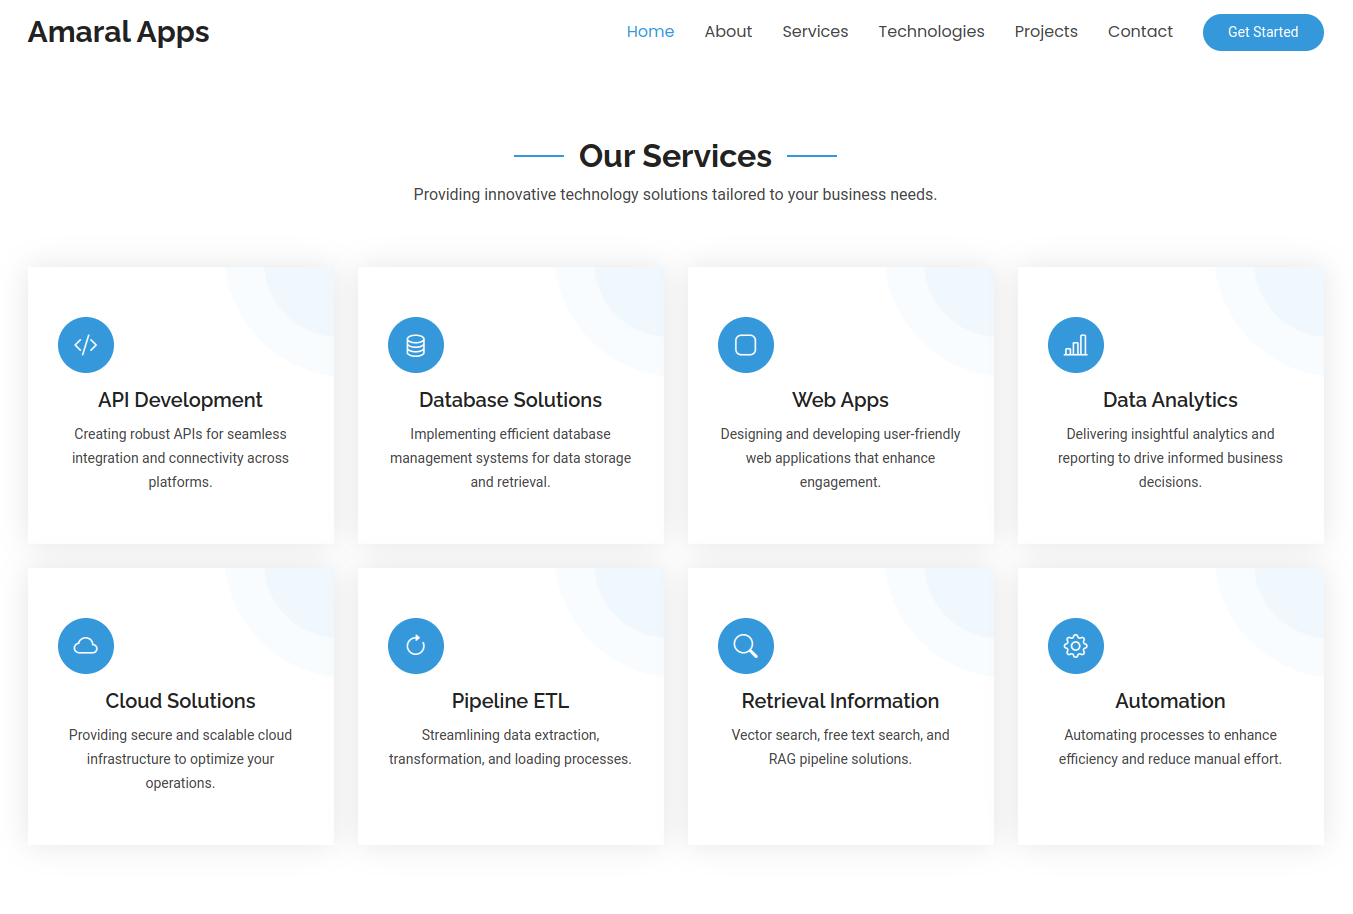 Amaral Apps
Home About Services Technologies Projects Contact Get Started
Our Services
Providing innovative technology solutions tailored to your business needs.
API Development
Creating robust APIs for seamless
integration and connectivity across
platforms.
Database Solutions
Implementing efficient database
management systems for data storage
and retrieval.
Web Apps
Designing and developing user-friendly
web applications that enhance
engagement.
Data Analytics
Delivering insightful analytics and
reporting to drive informed business
decisions.
Cloud Solutions
Providing secure and scalable cloud
infrastructure to optimize your
operations.
Pipeline ETL
Streamlining data extraction,
transformation, and loading processes.
Retrieval Information
Vector search, free text search, and
RAG pipeline solutions.
Automation
Automating processes to enhance
efficiency and reduce manual effort.